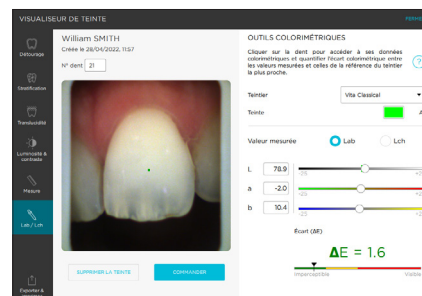 VISUALISEUR DE TEINTE
FERME
William SMITH
Créée le 28/04/2022, 11:57
N° dent 21
Détourage
Stratification
Translucidité
Luminosité &
contraste
Mesure
Lab / Lch
Exporter &
SUPPRIMER LA TEINTE
COMMANDER
OUTILS COLORIMÉTRIQUES
Cliquer sur la dent pour accéder à ses données
colorimétriques et quantifier l'écart colorimétrique entre
les valeurs mesurées et celles de la référence du teintier
la plus proche.
?
Teintier
Vita Classical
Teinte
A
Valeur mesurée
Lab
Lch
L
78.9
-25
a
-2.0
-25
b
10.4
-25
Écart (ΔE)
ΔE = 1.6
Imperceptible
Visible